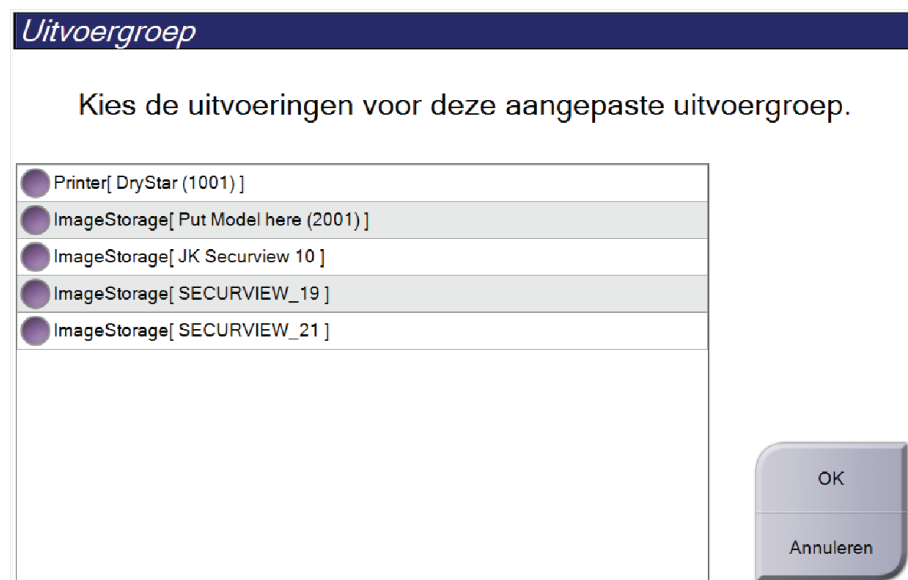 Uitvoergroep
Kies de uitvoeringen voor deze aangepaste uitvoergroep.
Printer[ DryStar (1001) ]
ImageStorage[ Put Model here (2001) ]
ImageStorage[ JK Securview 10 ]
ImageStorage[ SECURVIEW_19 ]
ImageStorage[ SECURVIEW_21 ]
OK
Annuleren